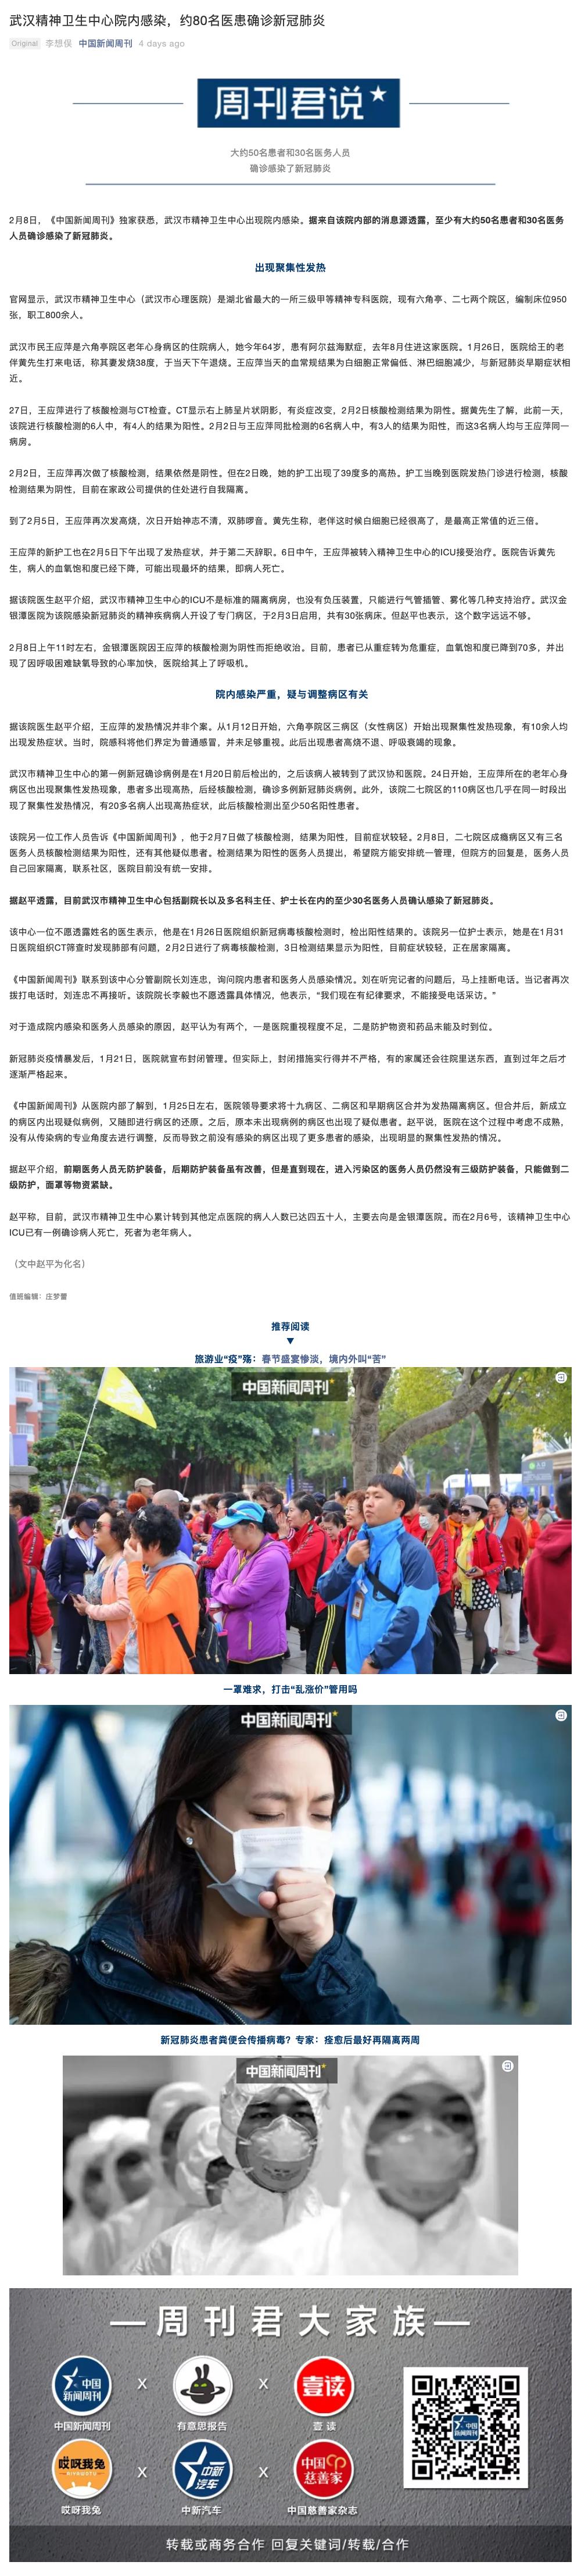 武汉精神卫生中心院内感染，约80名医患确诊新冠肺炎
Original 李想俣 中国新闻周刊 4 days ago
周刊君说
大约50名患者和30名医务人员
确诊感染了新冠肺炎
2月8日，《中国新闻周刊》独家获悉，武汉市精神卫生中心出现院内感染。据来自该院内部的消息源透露，至少有大约50名患者和30名医务
人员确诊感染了新冠肺炎。
出现聚集性发热
官网显示，武汉市精神卫生中心（武汉市心理医院）是湖北省最大的一所三级甲等精神专科医院，现有六角亭、二七两个院区，编制床位950
张，职工800余人。
武汉市民王应萍是六角亭院区老年心身病区的住院病人，她今年64岁，患有阿尔兹海默症，去年8月住进这家医院。1月26日，医院给王的老
伴黄先生打来电话，称其妻发烧38度，于当天下午退烧。王应萍当天的血常规结果为白细胞正常偏低、淋巴细胞减少，与新冠肺炎早期症状相
近。
27日，王应萍进行了核酸检测与CT检查。CT显示右上肺呈片状阴影，有炎症改变，2月2日核酸检测结果为阴性。据黄先生了解，此前一天，
该院进行核酸检测的6人中，有4人的结果为阳性。2月2日与王应萍同批检测的6名病人中，有3人的结果为阳性，而这3名病人均与王应萍同一
病房。
2月2日，王应萍再次做了核酸检测，结果依然是阴性。但在2日晚，她的护工出现了39度多的高热。护工当晚到医院发热门诊进行检测，核酸
检测结果为阴性，目前在家政公司提供的住处进行自我隔离。
到了2月5日，王应萍再次发高烧，次日开始神志不清，双肺啰音。黄先生称，老伴这时候白细胞已经很高了，是最高正常值的近三倍。
王应萍的新护工也在2月5日下午出现了发热症状，并于第二天辞职。6日中午，王应萍被转入精神卫生中心的ICU接受治疗。医院告诉黄先
生，病人的血氧饱和度已经下降，可能出现最坏的结果，即病人死亡。
据该院医生赵平介绍，武汉市精神卫生中心的ICU不是标准的隔离病房，也没有负压装置，只能进行气管插管、雾化等几种支持治疗。武汉金
银潭医院为该院感染新冠肺炎的精神疾病病人开设了专门病区，于2月3日启用，共有30张病床。但赵平也表示，这个数字远远不够。
2月8日上午11时左右，金银潭医院因王应萍的核酸检测为阴性而拒绝收治。目前，患者已从重症转为危重症，血氧饱和度已降到70多，并出
现了因呼吸困难缺氧导致的心率加快，医院给其上了呼吸机。
院内感染严重，疑与调整病区有关
据该院医生赵平介绍，王应萍的发热情况并非个案。从1月12日开始，六角亭院区三病区（女性病区）开始出现聚集性发热现象，有10余人均
出现发热症状。当时，院感科将他们界定为普通感冒，并未足够重视。此后出现患者高烧不退、呼吸衰竭的现象。
武汉市精神卫生中心的第一例新冠确诊病例是在1月20日前后检出的，之后该病人被转到了武汉协和医院。24日开始，王应萍所在的老年心身
病区也出现聚集性发热现象，患者多出现高热，后经核酸检测，确诊多例新冠肺炎病例。此外，该院二七院区的110病区也几乎在同一时段出
现了聚集性发热情况，有20多名病人出现高热症状，此后核酸检测出至少50名阳性患者。
该院另一位工作人员告诉《中国新闻周刊》，他于2月7日做了核酸检测，结果为阳性，目前症状较轻。2月8日，二七院区成瘾病区又有三名
医务人员核酸检测结果为阳性，还有其他疑似患者。检测结果为阳性的医务人员提出，希望院方能安排统一管理，但院方的回复是，医务人员
自己回家隔离，联系社区，医院目前没有统一安排。
据赵平透露，目前武汉市精神卫生中心包括副院长以及多名科主任、护士长在内的至少30名医务人员确认感染了新冠肺炎。
该中心一位不愿透露姓名的医生表示，他是在1月26日医院组织新冠病毒核酸检测时，检出阳性结果的。该院另一位护士表示，她是在1月31
日医院组织CT筛查时发现肺部有问题，2月2日进行了病毒核酸检测，3日检测结果显示为阳性，目前症状较轻，正在居家隔离。
《中国新闻周刊》联系到该中心分管副院长刘连忠，询问院内患者和医务人员感染情况。刘在听完记者的问题后，马上挂断电话。当记者再次
拨打电话时，刘连忠不再接听。该院院长李毅也不愿透露具体情况，他表示，“我们现在有纪律要求，不能接受电话采访。”
对于造成院内感染和医务人员感染的原因，赵平认为有两个，一是医院重视程度不足，二是防护物资和药品未能及时到位。
新冠肺炎疫情暴发后，1月21日，医院就宣布封闭管理。但实际上，封闭措施实行得并不严格，有的家属还会往院里送东西，直到过年之后才
逐渐严格起来。
《中国新闻周刊》从医院内部了解到，1月25日左右，医院领导要求将十九病区、二病区和早期病区合并为发热隔离病区。但合并后，新成立
的病区内出现疑似病例，又随即进行病区的还原。之后，原本未出现病例的病区也出现了疑似患者。赵平说，医院在这个过程中考虑不成熟，
没有从传染病的专业角度去进行调整，反而导致之前没有感染的病区出现了更多患者的感染，出现明显的聚集性发热的情况。
据赵平介绍，前期医务人员无防护装备，后期防护装备虽有改善，但是直到现在，进入污染区的医务人员仍然没有三级防护装备，只能做到二
级防护，面罩等物资紧缺。
赵平称，目前，武汉市精神卫生中心累计转到其他定点医院的病人人数已达四五十人，主要去向是金银潭医院。而在2月6号，该精神卫生中心
ICU已有一例确诊病人死亡，死者为老年病人。
（文中赵平为化名）
值班编辑：庄梦蕾
推荐阅读
▼
旅游业“疫”殇：春节盛宴惨淡，境内外叫“苦”
中国新闻周刊
一罩难求，打击“乱涨价”管用吗
中国新闻周刊
新冠肺炎患者粪便会传播病毒？专家：痊愈后最好再隔离两周
中国新闻周刊
周刊君大家族
中国
新闻周刊
X
X
壹读
中国新闻周刊
有意思报告
壹 读
哎呀我兔
X
中新
汽车
X
中国
慈善家
中国
新闻周刊
哎呀我兔
中新汽车
中国慈善家杂志
转载或商务合作 回复关键词/转载/合作